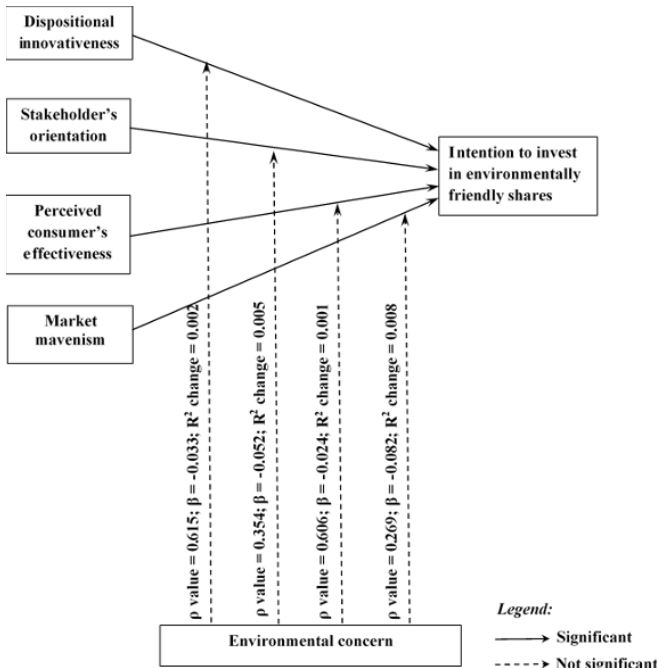 Dispositional
innovativeness
Stakeholder's
orientation
Intention to invest
in environmentally
friendly shares
Perceived
consumer's
effectiveness
Market
mavenism
ρ value = 0.615; β = -0.033; R² change = 0.002
ρ value = 0.354; β = -0.052; R² change = 0.005
ρ value = 0.606; β = -0.024; R² change = 0.001
ρ value = 0.269; β = -0.082; R² change = 0.008
Environmental concern
Legend:
Significant
Not significant